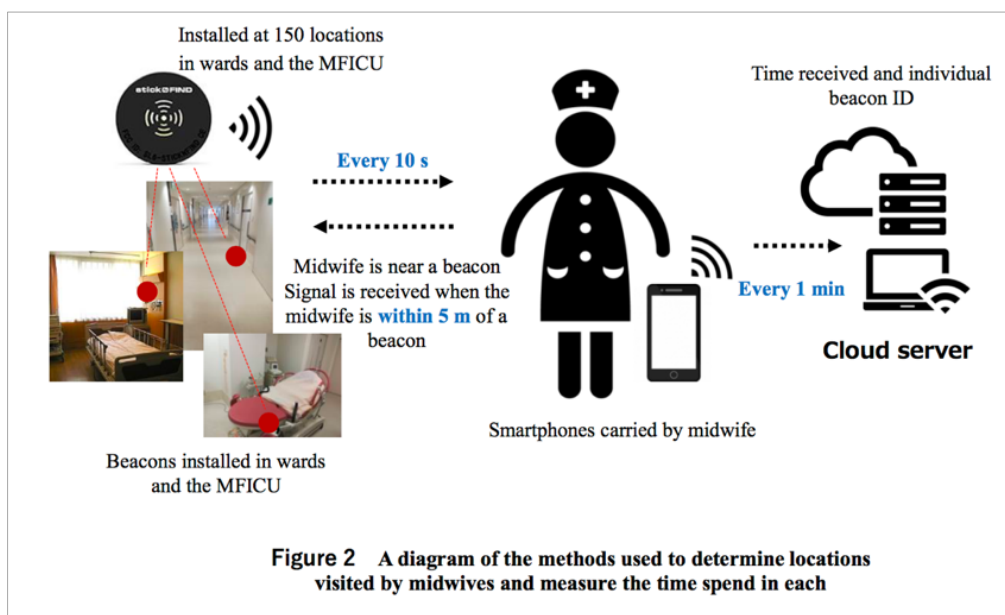 Installed at 150 locations
in wards and the MFICU
stick🔍FIND
Every 10 s
Midwife is near a beacon
Signal is received when the
midwife is within 5 m of a
beacon
Beacons installed in wards
and the MFICU
Smartphones carried by midwife
Every 1 min
Time received and individual
beacon ID
Cloud server
Figure 2 A diagram of the methods used to determine locations
visited by midwives and measure the time spend in each